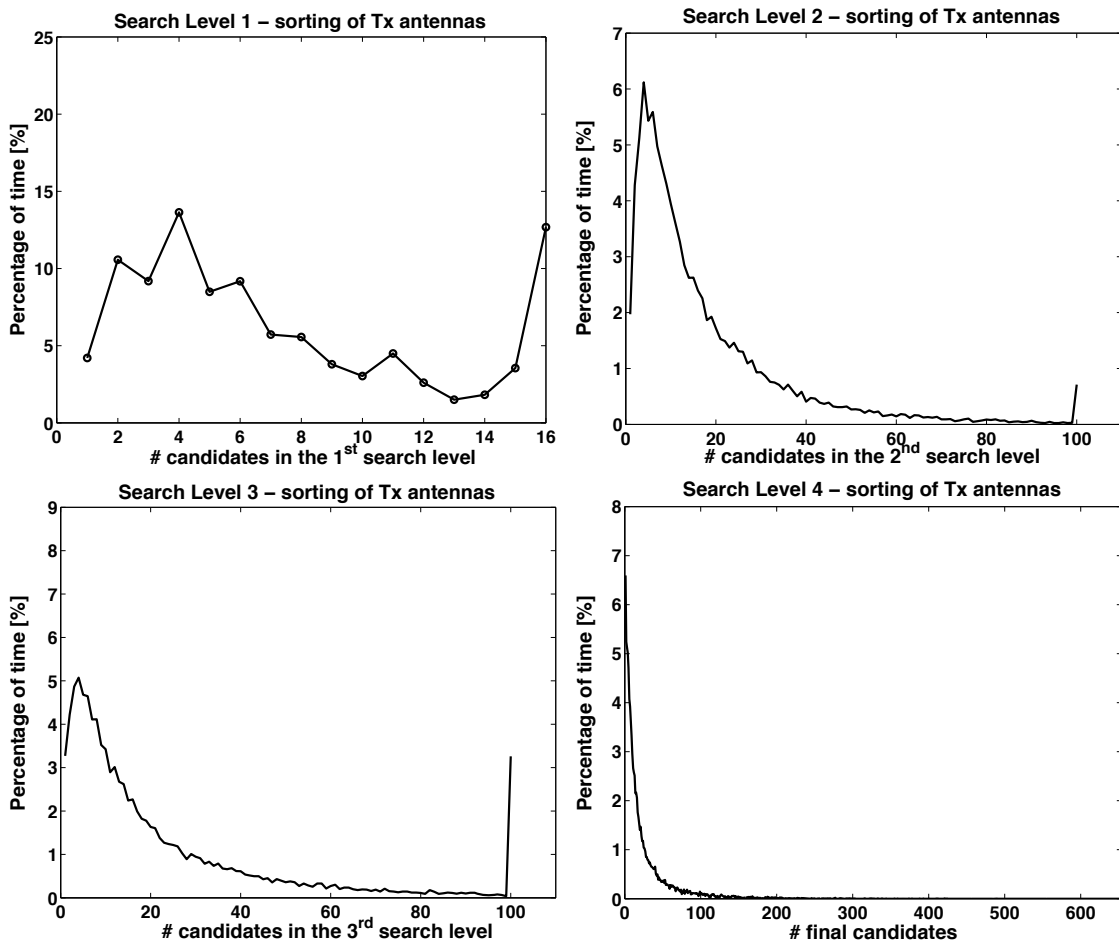 Search Level 1 – sorting of Tx antennas
25
20
15
10
5
0
0 2 4 6 8 10 12 14 16
Percentage of time [%]
# candidates in the 1st search level
Search Level 2 – sorting of Tx antennas
7
6
5
4
3
2
1
0
0 20 40 60 80 100
Percentage of time [%]
# candidates in the 2nd search level
Search Level 3 – sorting of Tx antennas
9
8
7
6
5
4
3
2
1
0
0 20 40 60 80 100
Percentage of time [%]
# candidates in the 3rd search level
Search Level 4 – sorting of Tx antennas
8
7
6
5
4
3
2
1
0
0 100 200 300 400 500 600
Percentage of time [%]
# final candidates